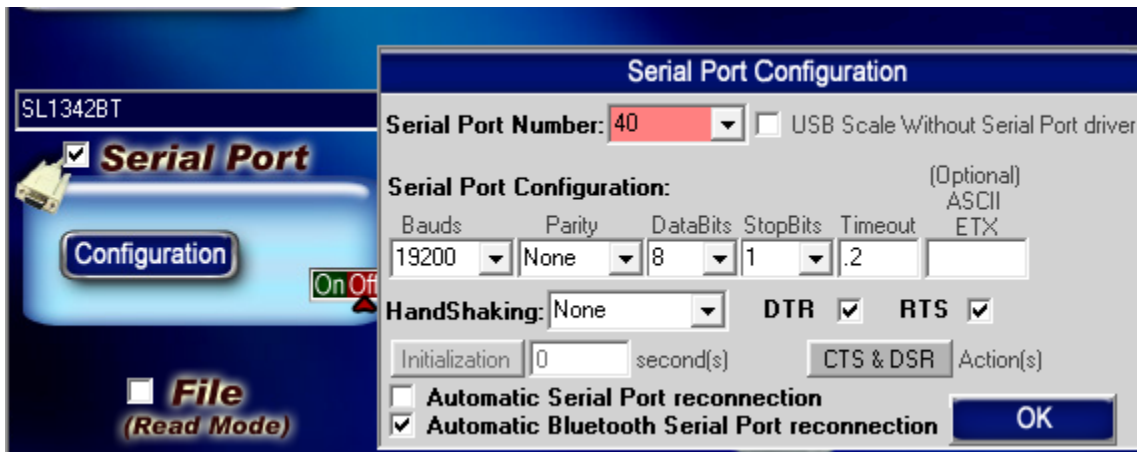 Serial Port Configuration
SL1342BT
Serial Port Number: 40 USB Scale Without Serial Port driver
Serial Port
Serial Port Configuration:
(Optional)
ASCII
ETX
Bauds Parity DataBits StopBits Timeout
Configuration
19200 None 8 1 .2
On Off
HandShaking: None DTR RTS
Initialization 0 second(s) CTS & DSR Action(s)
File
(Read Mode)
Automatic Serial Port reconnection
Automatic Bluetooth Serial Port reconnection
OK